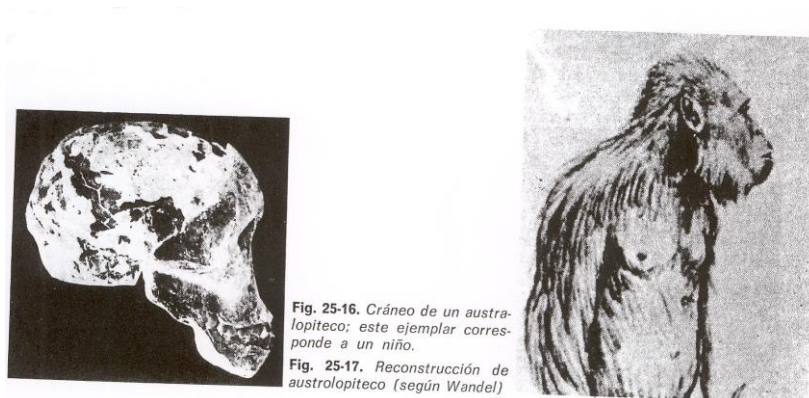 Fig. 25-16. Cráneo de un austra-
lopiteco; este ejemplar corres-
ponde a un niño.
Fig. 25-17. Reconstrucción de
austrolopiteco (según Wandel)